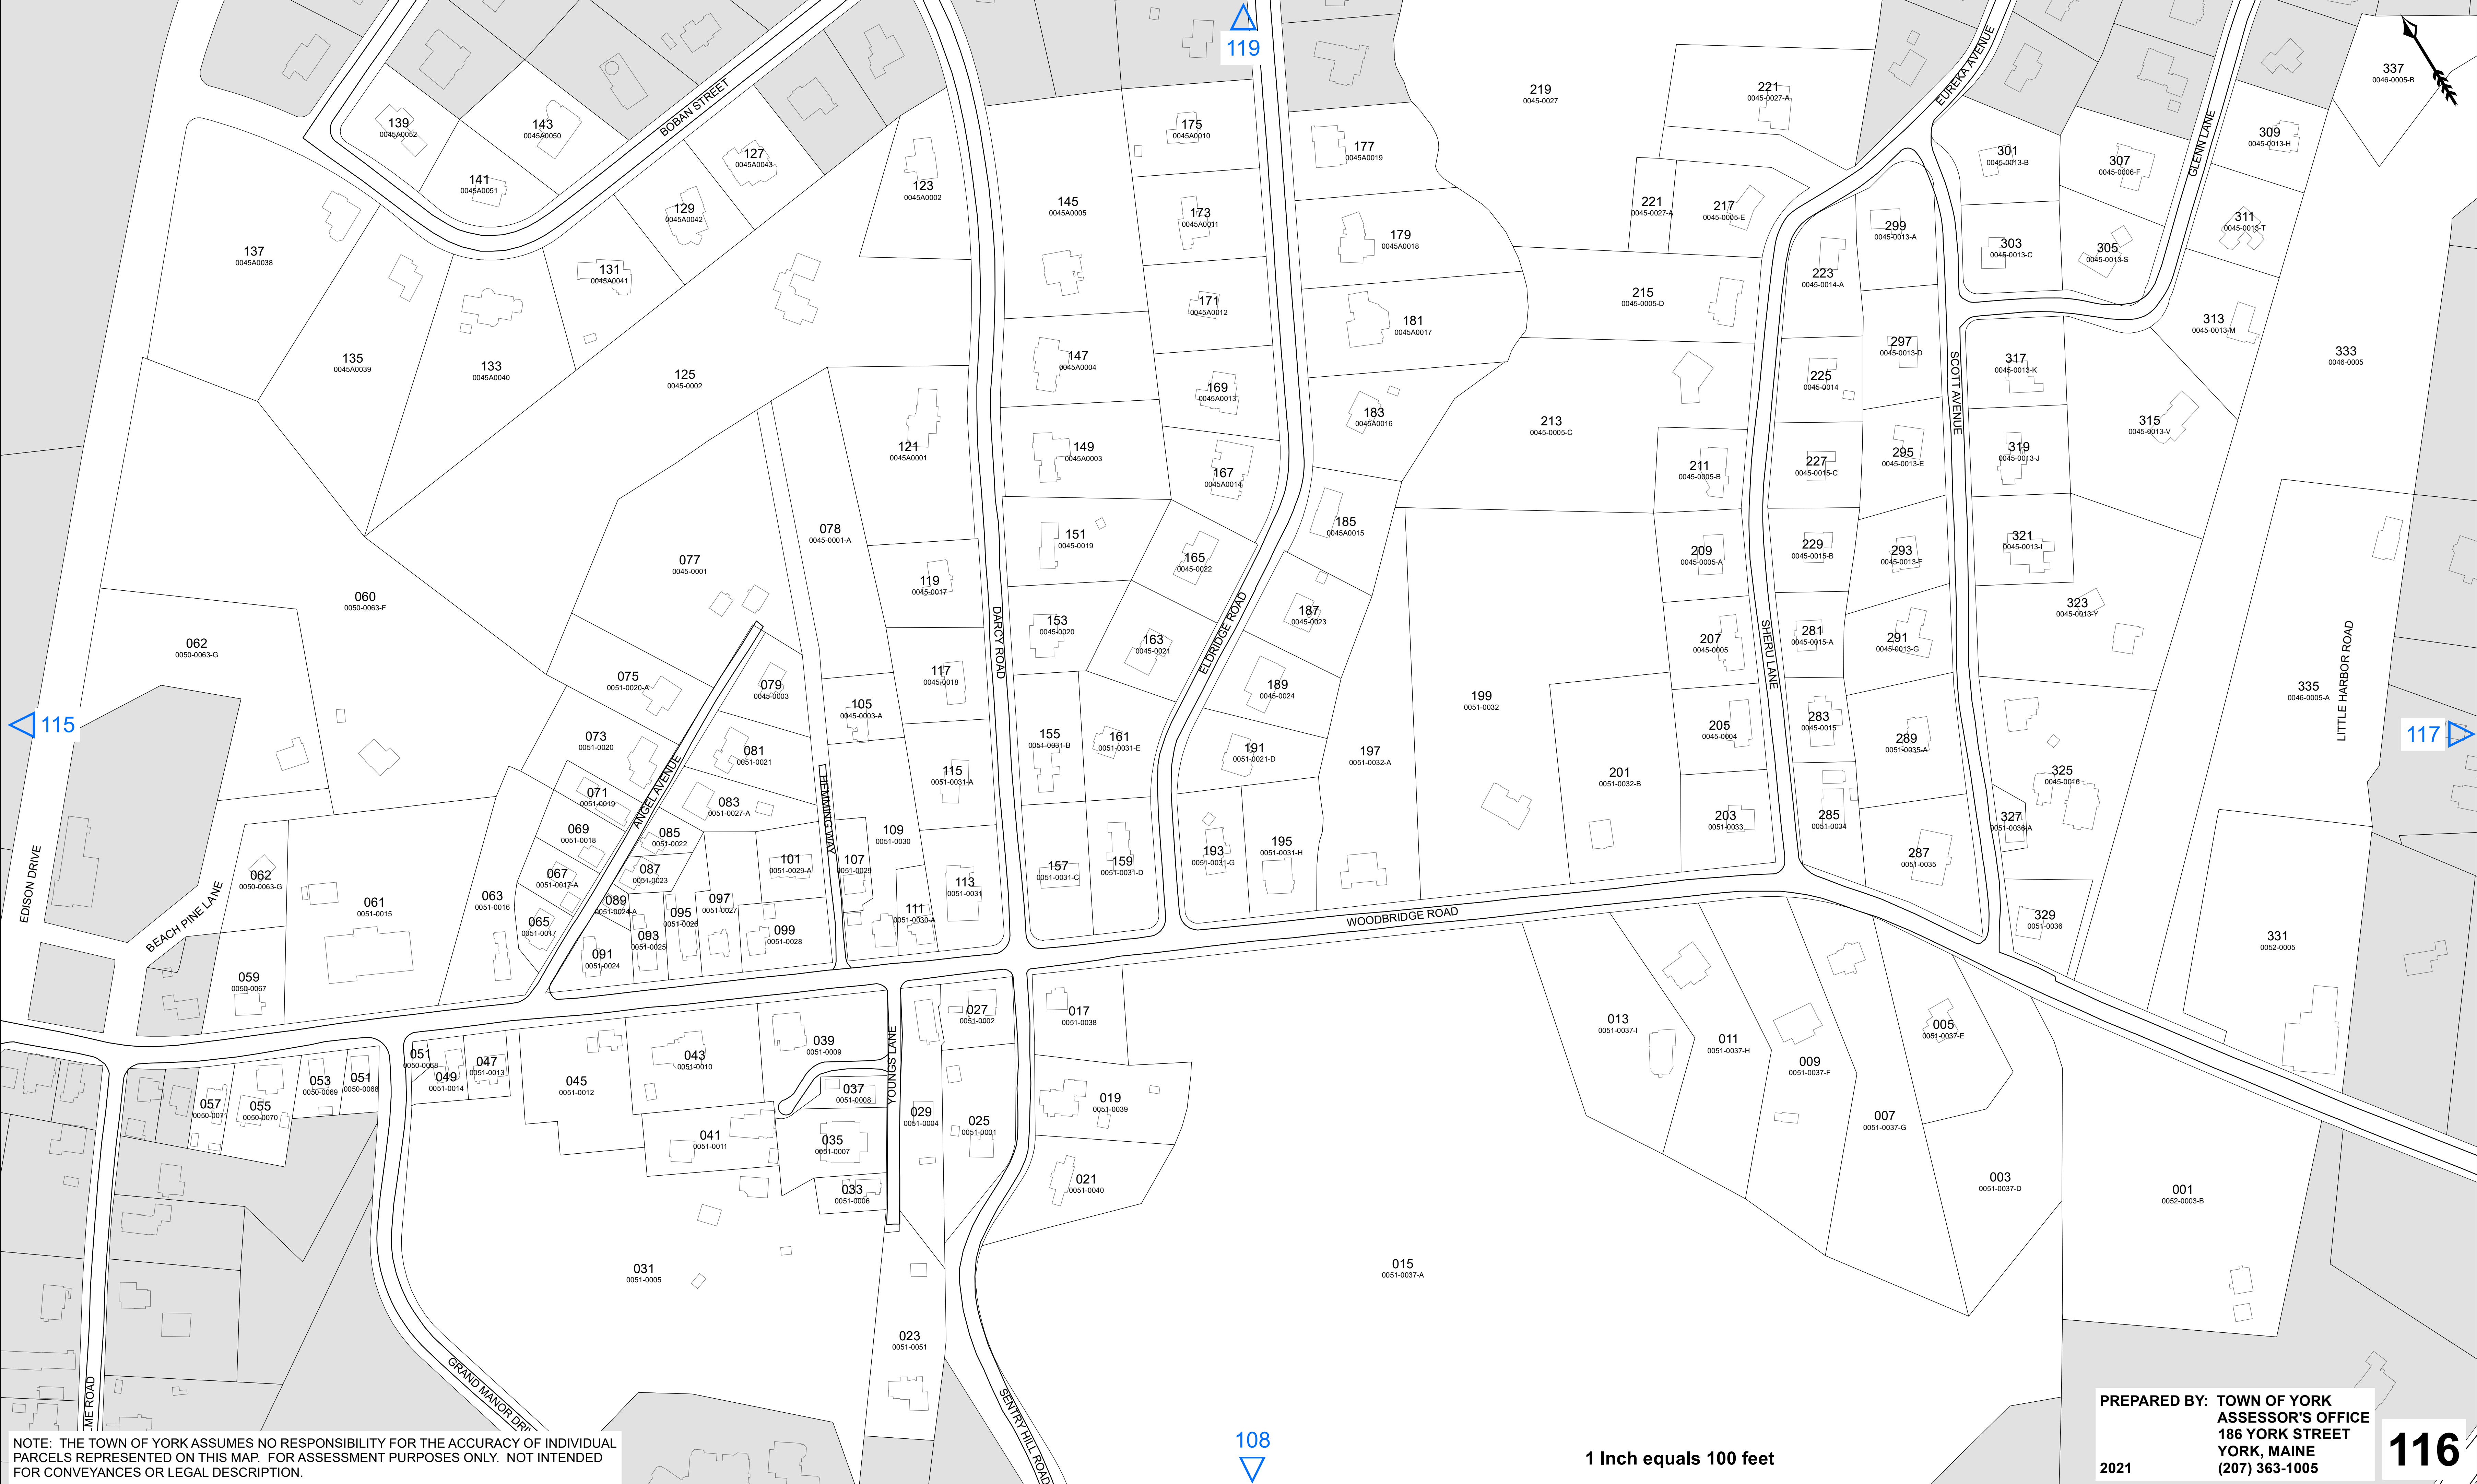 119
337
0046-0005-B
219
0045-0027
221
0045-0027-A
EUREKA AVENUE
GLENN LANE
139
0045A0052
143
0045A0050
BOBAN STREET
175
0045A0010
177
0045A0019
309
0045-0013-H
127
0045A0043
301
0045-0013-B
307
0045-0006-F
141
0045A0051
123
0045A0002
145
0045A0005
221
0045-0027-A
217
0045-0005-E
129
0045A0042
173
0045A0011
179
0045A0018
299
0045-0013-A
311
0045-0013-T
137
0045A0038
303
0045-0013-C
305
0045-0013-S
131
0045A0041
223
0045-0014-A
171
0045A0012
215
0045-0005-D
181
0045A0017
313
0045-0013-M
135
0045A0039
133
0045A0040
125
0045-0002
147
0045A0004
297
0045-0013-D
SCOTT AVENUE
317
0045-0013-K
333
0046-0005
169
0045A0013
225
0045-0014
183
0045A0016
213
0045-0005-C
315
0045-0013-V
121
0045A0001
149
0045A0003
167
0045A0014
211
0045-0005-B
227
0045-0015-C
295
0045-0013-E
319
0045-0013-J
078
0045-0001-A
151
0045-0019
185
0045A0015
077
0045-0001
165
0045-0022
209
0045-0005-A
229
0045-0015-B
293
0045-0013-F
321
0045-0013-I
119
0045-0017
060
0050-0063-F
DARCY ROAD
153
0045-0020
ELDRIDGE ROAD
187
0045-0023
SHERU LANE
323
0045-0013-Y
062
0050-0063-G
163
0045-0021
207
0045-0005
281
0045-0015-A
291
0045-0013-G
LITTLE HARBOR ROAD
075
0051-0020-A
079
0045-0003
117
0045-0018
189
0045-0024
335
0046-0005-A
105
0045-0003-A
199
0051-0032
115
073
0051-0020
081
0051-0021
155
0051-0031-B
161
0051-0031-E
191
0051-0021-D
197
0051-0032-A
205
0045-0004
283
0045-0015
289
0051-0035-A
117
ANGEL AVENUE
HEMMING WAY
115
0051-0031-A
201
0051-0032-B
325
0045-0016
071
0051-0019
083
0051-0027-A
069
0051-0018
085
0051-0022
109
0051-0030
203
0051-0033
285
0051-0034
327
0051-0036-A
EDISON DRIVE
BEACH PINE LANE
062
0050-0063-G
067
0051-0017-A
087
0051-0023
101
0051-0029-A
107
0051-0029
157
0051-0031-C
159
0051-0031-D
193
0051-0031-G
195
0051-0031-H
287
0051-0035
061
0051-0015
063
0051-0016
065
0051-0017
089
0051-0024-A
095
0051-0026
097
0051-0027
111
0051-0030-A
113
0051-0031
WOODBRIDGE ROAD
329
0051-0036
331
0052-0005
091
0051-0024
093
0051-0025
099
0051-0028
059
0050-0067
027
0051-0002
017
0051-0038
013
0051-0037-I
011
0051-0037-H
005
0051-0037-E
051
0050-0068
049
0051-0014
047
0051-0013
043
0051-0010
039
0051-0009
YOUNGS LANE
009
0051-0037-F
057
0050-0071
055
0050-0070
053
0050-0069
051
0050-0068
045
0051-0012
037
0051-0008
029
0051-0004
025
0051-0001
019
0051-0039
007
0051-0037-G
041
0051-0011
035
0051-0007
033
0051-0006
021
0051-0040
003
0051-0037-D
001
0052-0003-B
031
0051-0005
015
0051-0037-A
023
0051-0051
LME ROAD
GRAND MANOR DRI
SENTRY HILL ROAD
NOTE: THE TOWN OF YORK ASSUMES NO RESPONSIBILITY FOR THE ACCURACY OF INDIVIDUAL
PARCELS REPRESENTED ON THIS MAP. FOR ASSESSMENT PURPOSES ONLY. NOT INTENDED
FOR CONVEYANCES OR LEGAL DESCRIPTION.
108
1 Inch equals 100 feet
PREPARED BY: TOWN OF YORK
ASSESSOR'S OFFICE
186 YORK STREET
YORK, MAINE
2021 (207) 363-1005
116